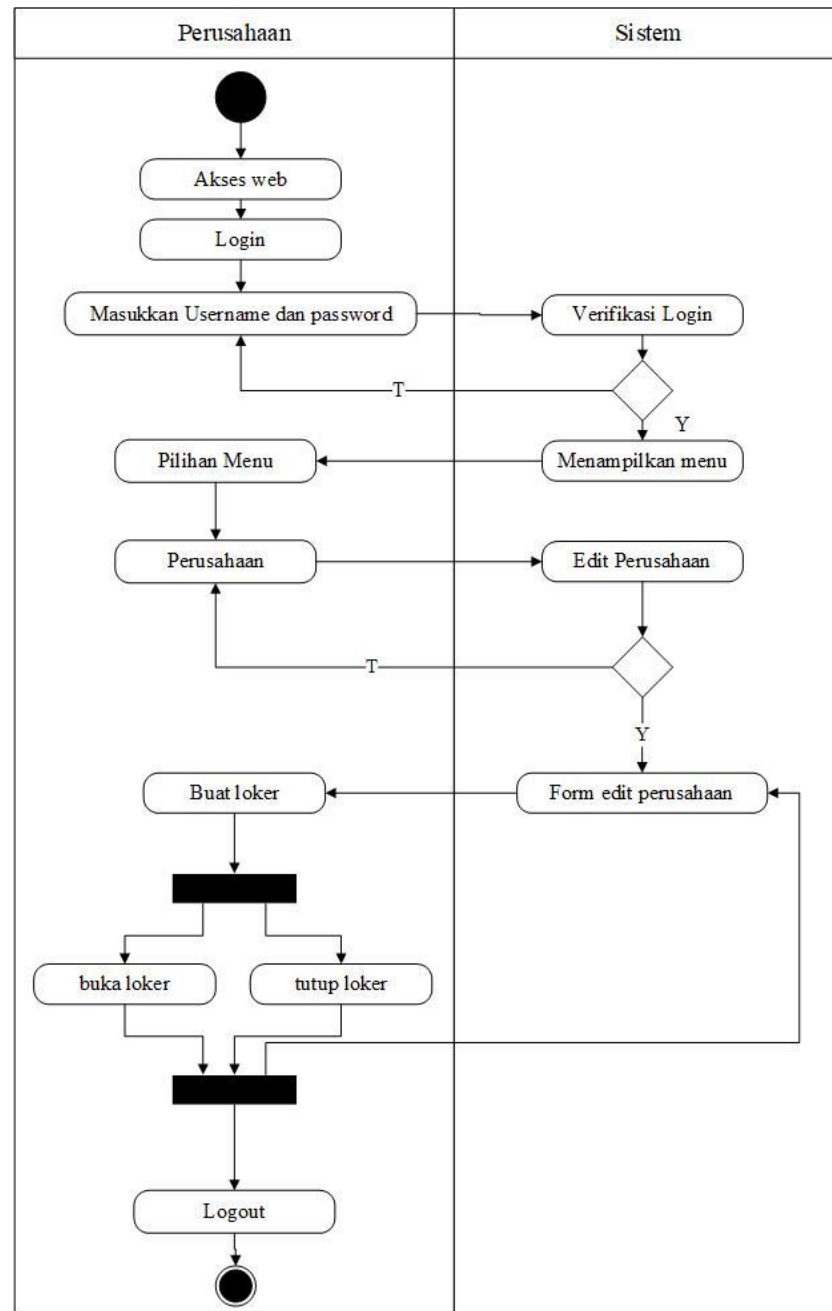 Perusahaan
Sistem
Akses web
Login
Masukkan Username dan password
Verifikasi Login
T
Y
Pilihan Menu
Menampilkan menu
Perusahaan
Edit Perusahaan
T
Y
Buat loker
Form edit perusahaan
buka loker
tutup loker
Logout